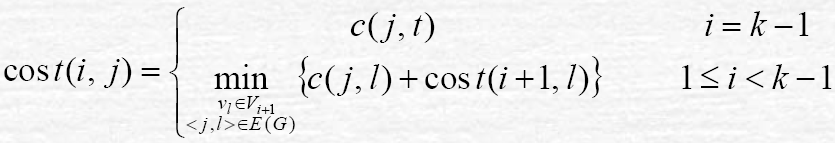 c(j, t) i = k − 1
cost(i, j) = {
min {c(j, l) + cost(i+1, l)} 1 ≤ i < k − 1
v_l∈V_{i+1}
<j,l>∈E(G)